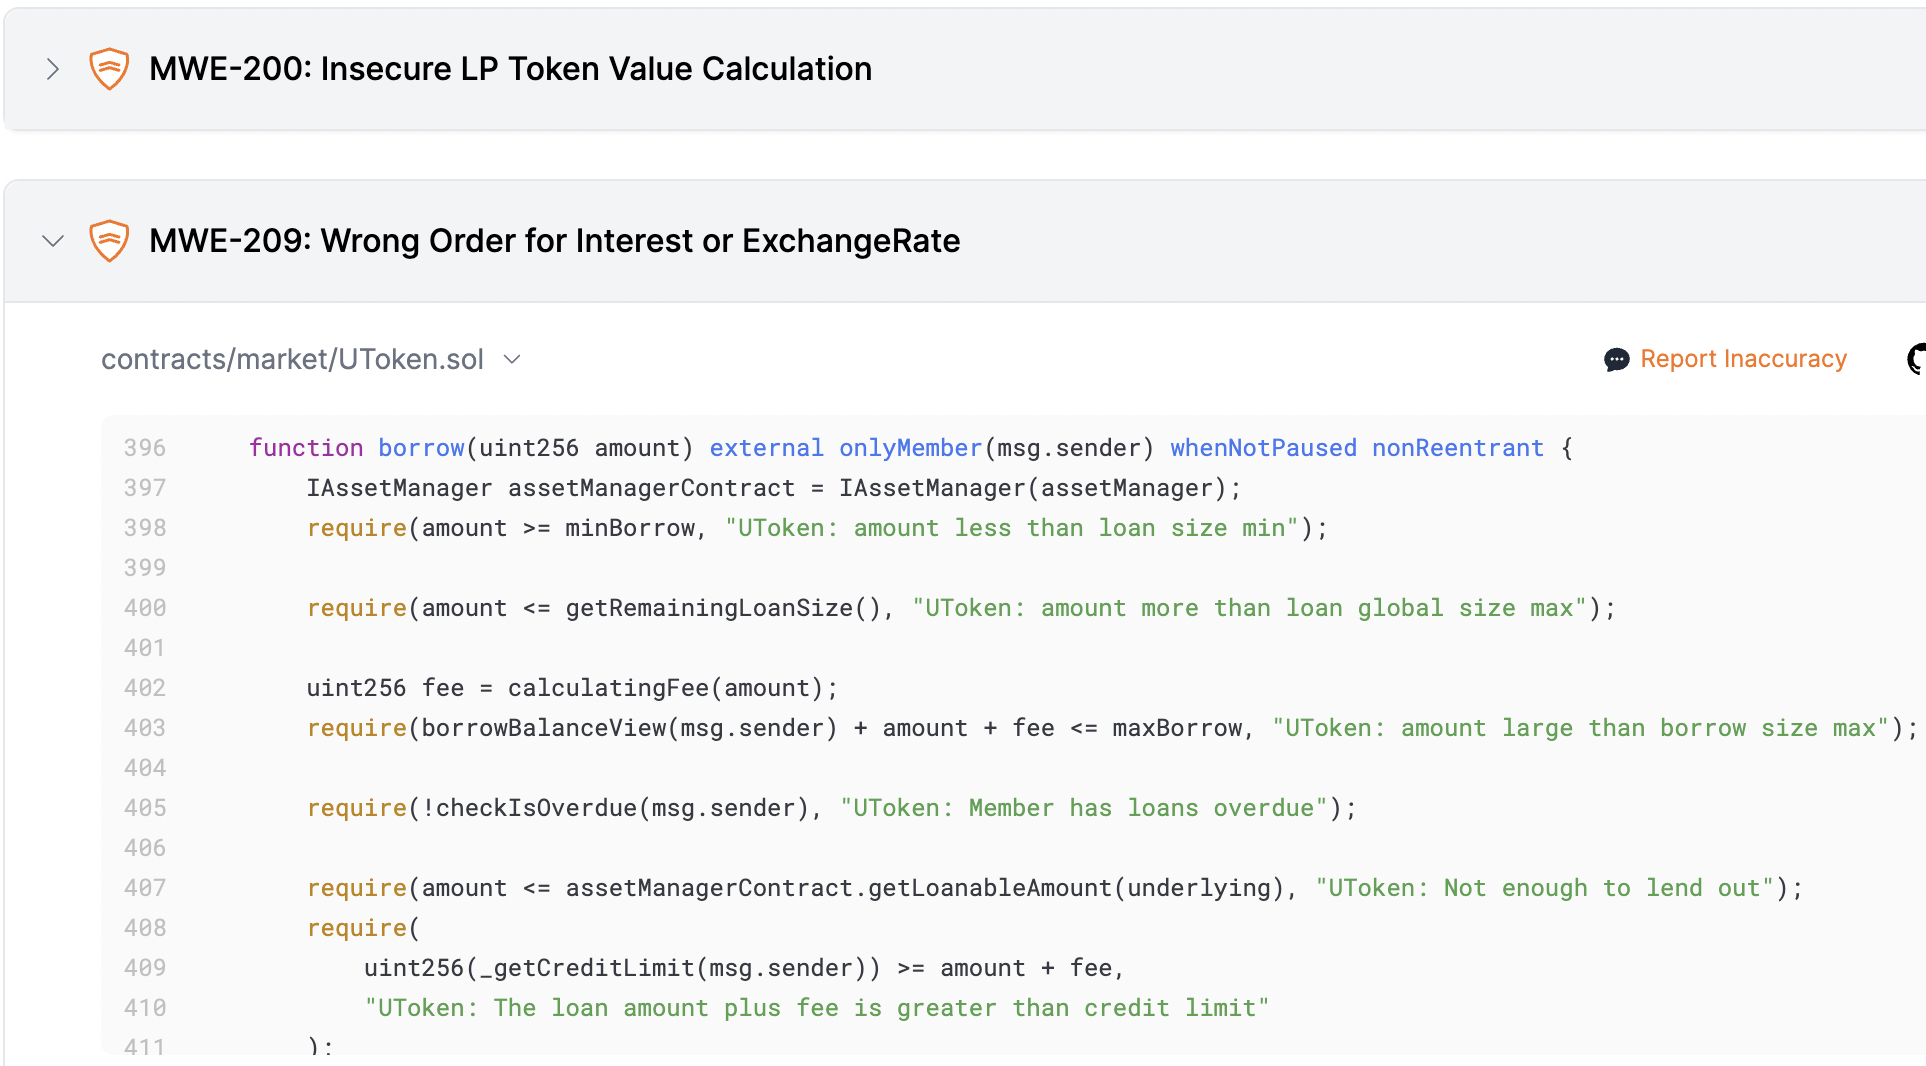 MWE-200: Insecure LP Token Value Calculation
MWE-209: Wrong Order for Interest or ExchangeRate
contracts/market/UToken.sol
Report Inaccuracy
396 function borrow(uint256 amount) external onlyMember(msg.sender) whenNotPaused nonReentrant {
397 IAssetManager assetManagerContract = IAssetManager(assetManager);
398 require(amount >= minBorrow, "UToken: amount less than loan size min");
399
400 require(amount <= getRemainingLoanSize(), "UToken: amount more than loan global size max");
401
402 uint256 fee = calculatingFee(amount);
403 require(borrowBalanceView(msg.sender) + amount + fee <= maxBorrow, "UToken: amount large than borrow size max");
404
405 require(!checkIsOverdue(msg.sender), "UToken: Member has loans overdue");
406
407 require(amount <= assetManagerContract.getLoanableAmount(underlying), "UToken: Not enough to lend out");
408 require(
409 uint256(_getCreditLimit(msg.sender)) >= amount + fee,
410 "UToken: The loan amount plus fee is greater than credit limit"
411 );